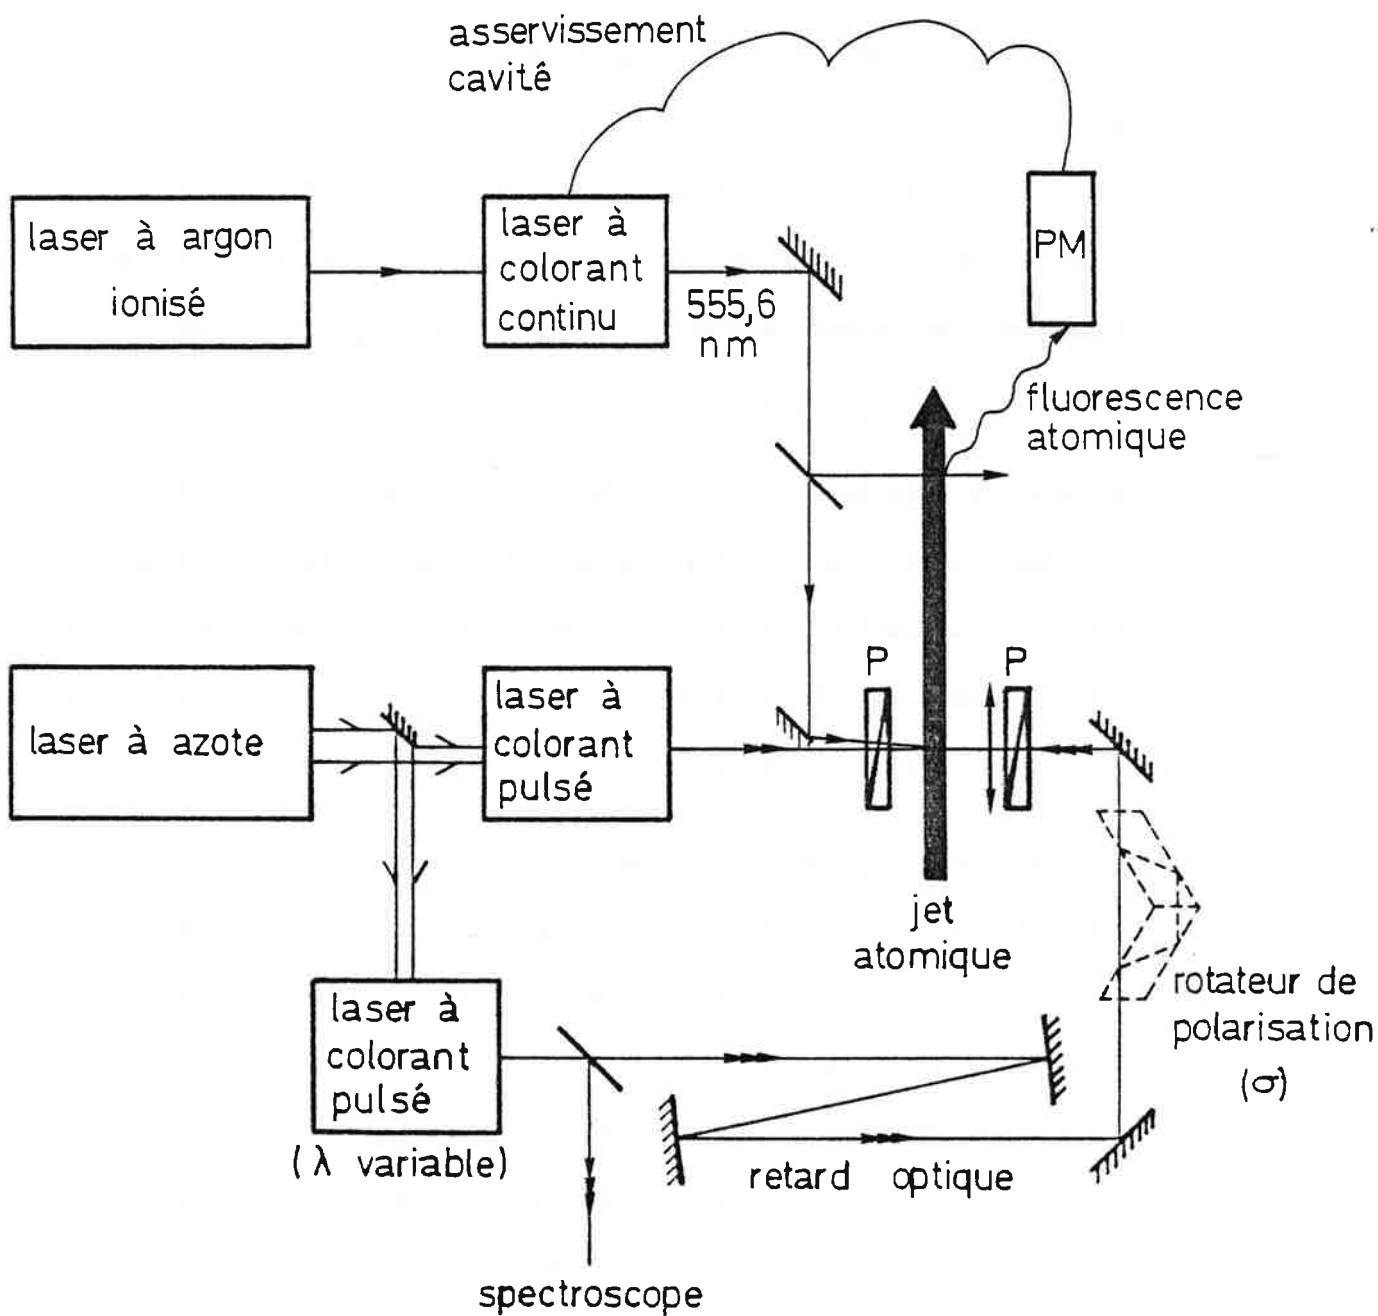 asservissement
cavité
laser à argon
ionisé
laser à
colorant
continu
555,6
nm
PM
fluorescence
atomique
laser à azote
laser à
colorant
pulsé
P
P
jet
atomique
rotateur de
polarisation
(σ)
laser à
colorant
pulsé
(λ variable)
retard optique
spectroscope